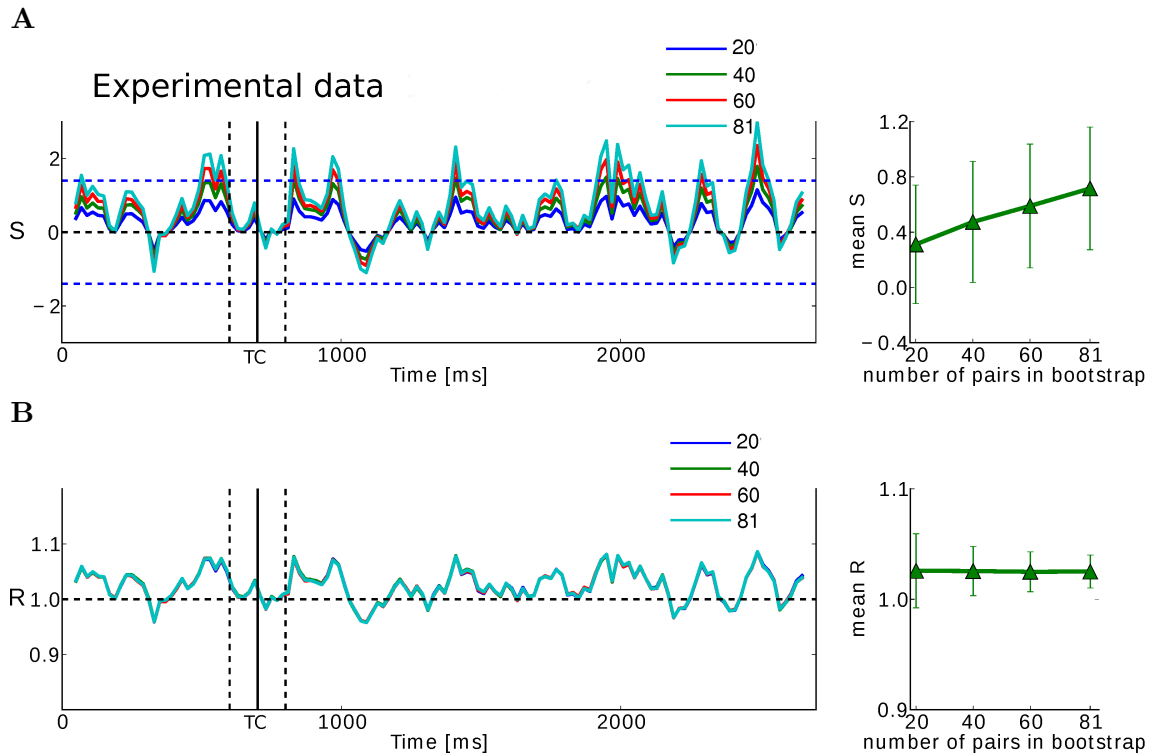 A
Experimental data
20
40
60
81
2
0
−2
S
0
TC
1000
2000
Time [ms]
1.2
0.8
0.4
0.0
−0.4
mean S
20
40
60
81
number of pairs in bootstrap
B
20
40
60
81
1.1
1.0
0.9
R
0
TC
1000
2000
Time [ms]
1.1
1.0
0.9
mean R
20
40
60
81
number of pairs in bootstrap